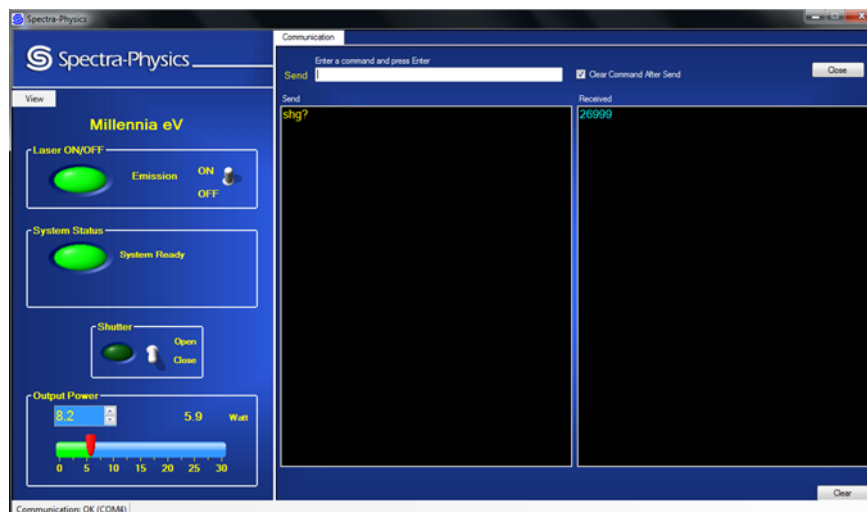 Spectra-Physics
Spectra-Physics
View
Millennia eV
Laser ON/OFF
Emission
ON
OFF
System Status
System Ready
Shutter
Open
Close
Output Power
8.2
5.9 Watt
0 5 10 15 20 25 30
Communication: OK (COM4)
Communication
Enter a command and press Enter
Send
Clear Command After Send
Close
Send
shg?
Received
26999
Clear